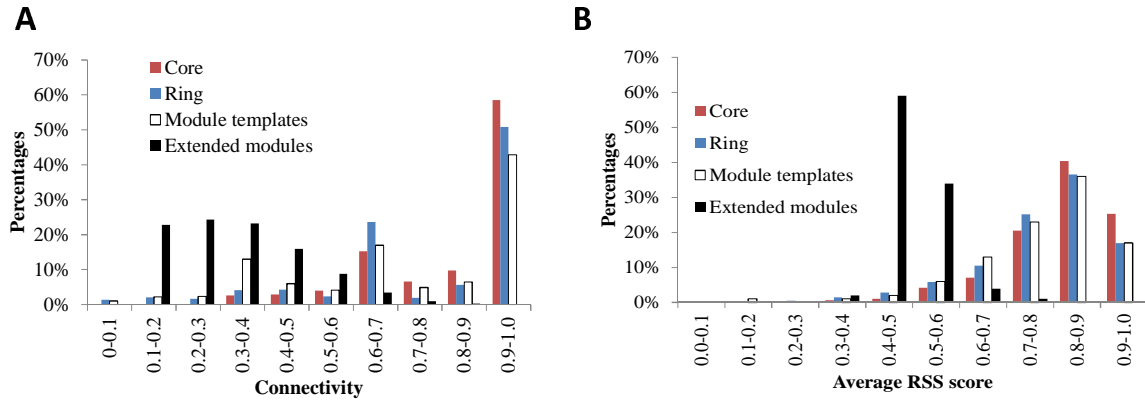 A
70%
60%
50%
40%
30%
20%
10%
0%
Percentages
Core
Ring
Module templates
Extended modules
0-0.1
0.1-0.2
0.2-0.3
0.3-0.4
0.4-0.5
0.5-0.6
0.6-0.7
0.7-0.8
0.8-0.9
0.9-1.0
Connectivity
B
70%
60%
50%
40%
30%
20%
10%
0%
Percentages
Core
Ring
Module templates
Extended modules
0.0-0.1
0.1-0.2
0.2-0.3
0.3-0.4
0.4-0.5
0.5-0.6
0.6-0.7
0.7-0.8
0.8-0.9
0.9-1.0
Average RSS score